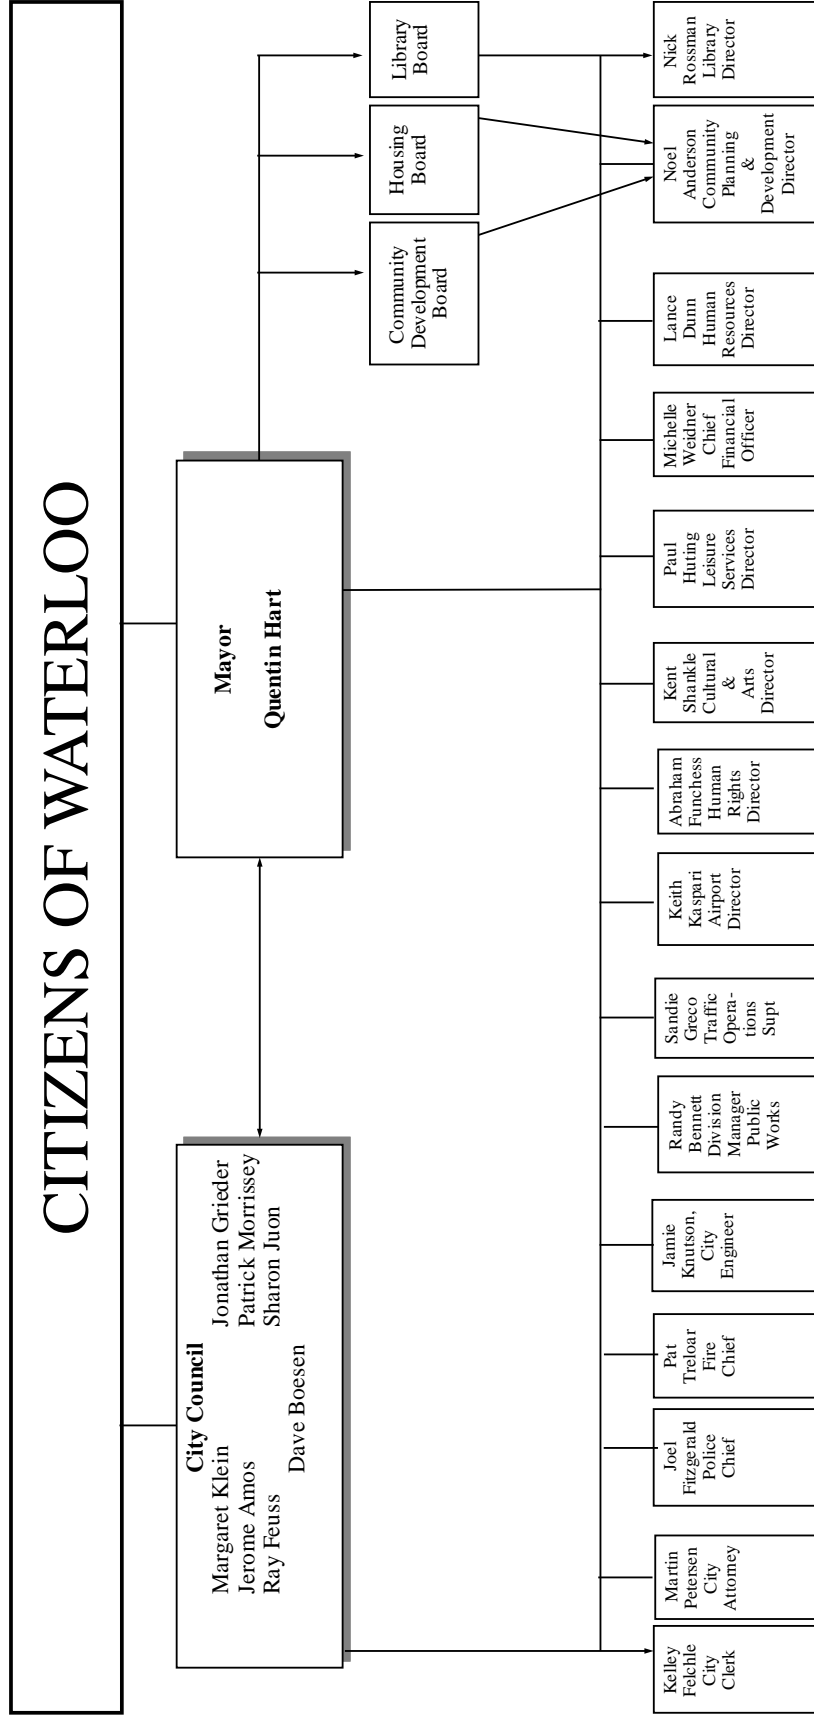 CITIZENS OF WATERLOO
City Council
Margaret Klein
Jerome Amos
Ray Feuss
Jonathan Grieder
Patrick Morrissey
Sharon Juon
Dave Boesen
Mayor
Quentin Hart
Community
Development
Board
Housing
Board
Library
Board
Kelley
Felchle
City
Clerk
Martin
Petersen
City
Attorney
Joel
Fitzgerald
Police
Chief
Pat
Treloar
Fire
Chief
Jamie
Knutson,
City
Engineer
Randy
Bennett
Division
Manager
Public
Works
Sandie
Greco
Traffic
Opera-
tions
Supt
Keith
Kaspari
Airport
Director
Abraham
Funchess
Human
Rights
Director
Kent
Shankle
Cultural
&
Arts
Director
Paul
Huting
Leisure
Services
Director
Michelle
Weidner
Chief
Financial
Officer
Lance
Dunn
Human
Resources
Director
Noel
Anderson
Community
Planning
&
Development
Director
Nick
Rossman
Library
Director